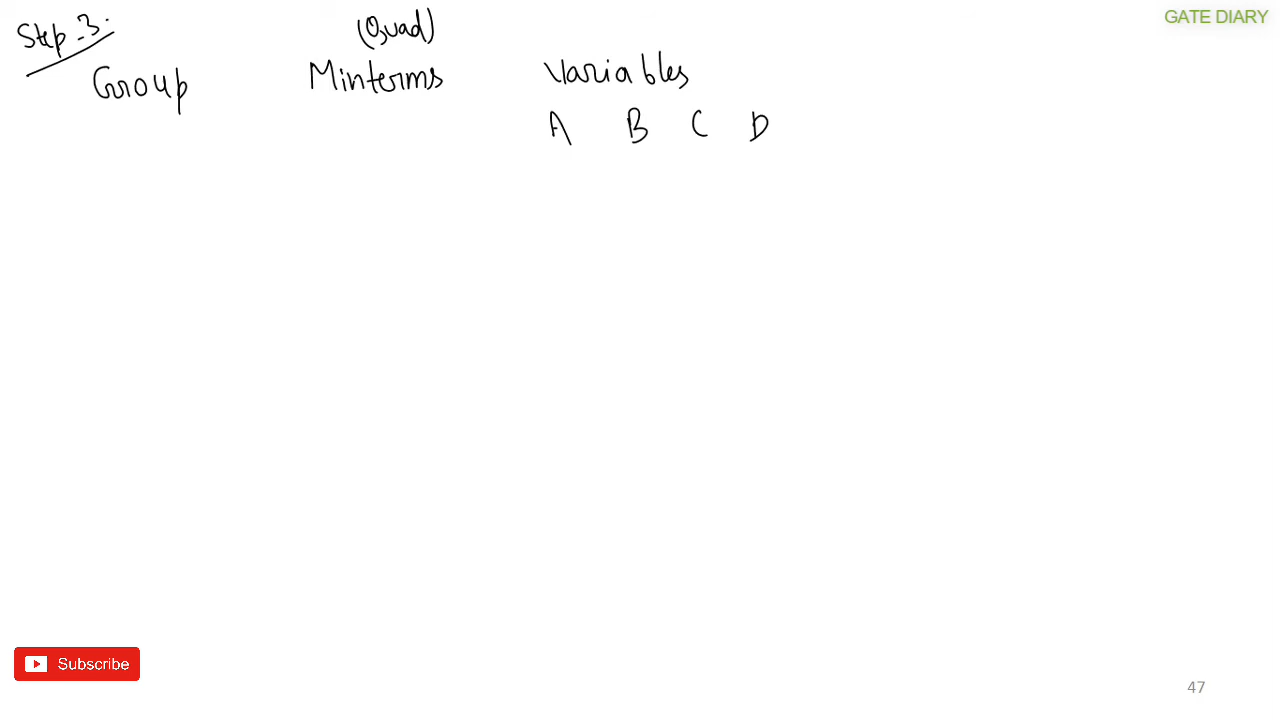 GATE DIARY
Step-3:
(Quad)
Group Minterms Variables
A B C D
Subscribe
47